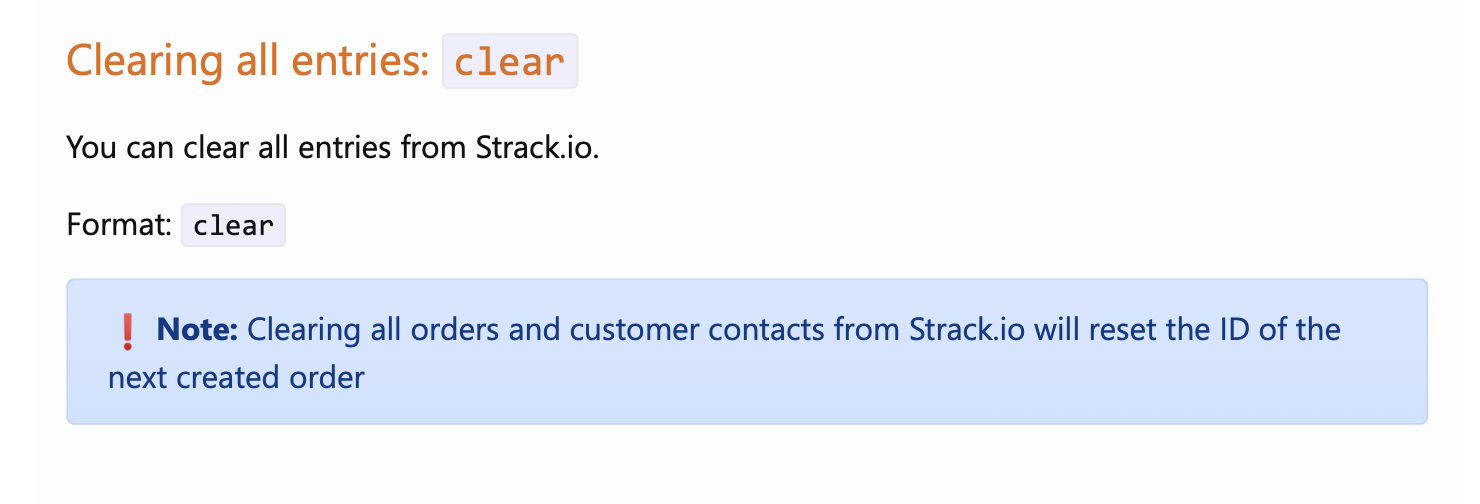 Clearing all entries: clear
You can clear all entries from Strack.io.
Format: clear
❗ Note: Clearing all orders and customer contacts from Strack.io will reset the ID of the
next created order